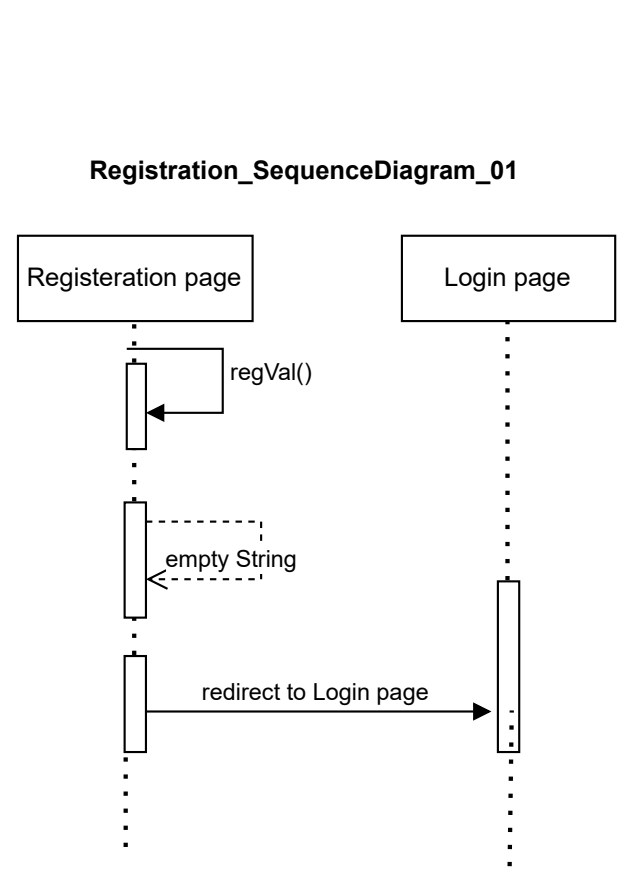 Registration_SequenceDiagram_01
Registeration page
Login page
regVal()
empty String
redirect to Login page